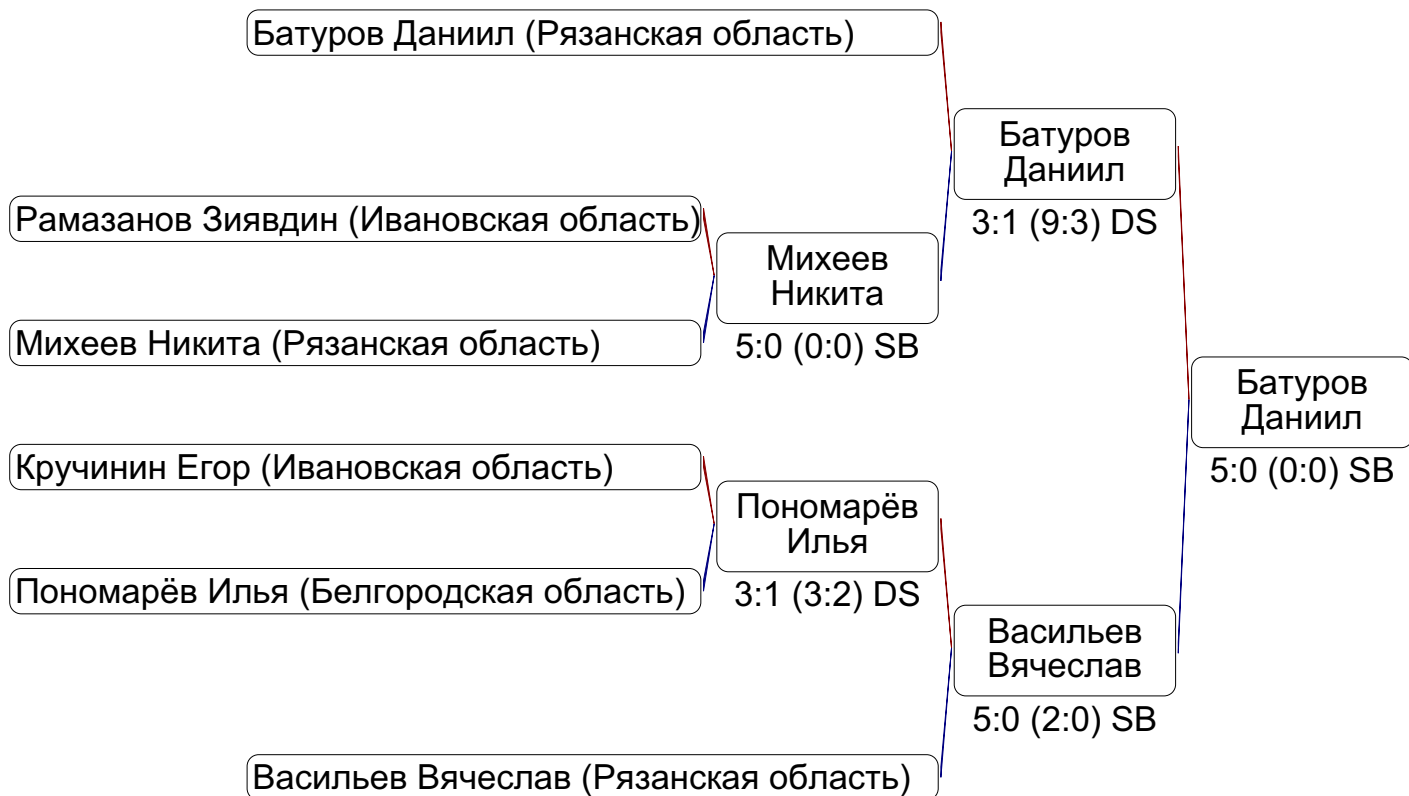 Батуров Даниил (Рязанская область)
Батуров
Даниил
3:1 (9:3) DS
Рамазанов Зиявдин (Ивановская область)
Михеев
Никита
5:0 (0:0) SB
Михеев Никита (Рязанская область)
Батуров
Даниил
5:0 (0:0) SB
Кручинин Егор (Ивановская область)
Пономарёв
Илья
3:1 (3:2) DS
Пономарёв Илья (Белгородская область)
Васильев
Вячеслав
5:0 (2:0) SB
Васильев Вячеслав (Рязанская область)